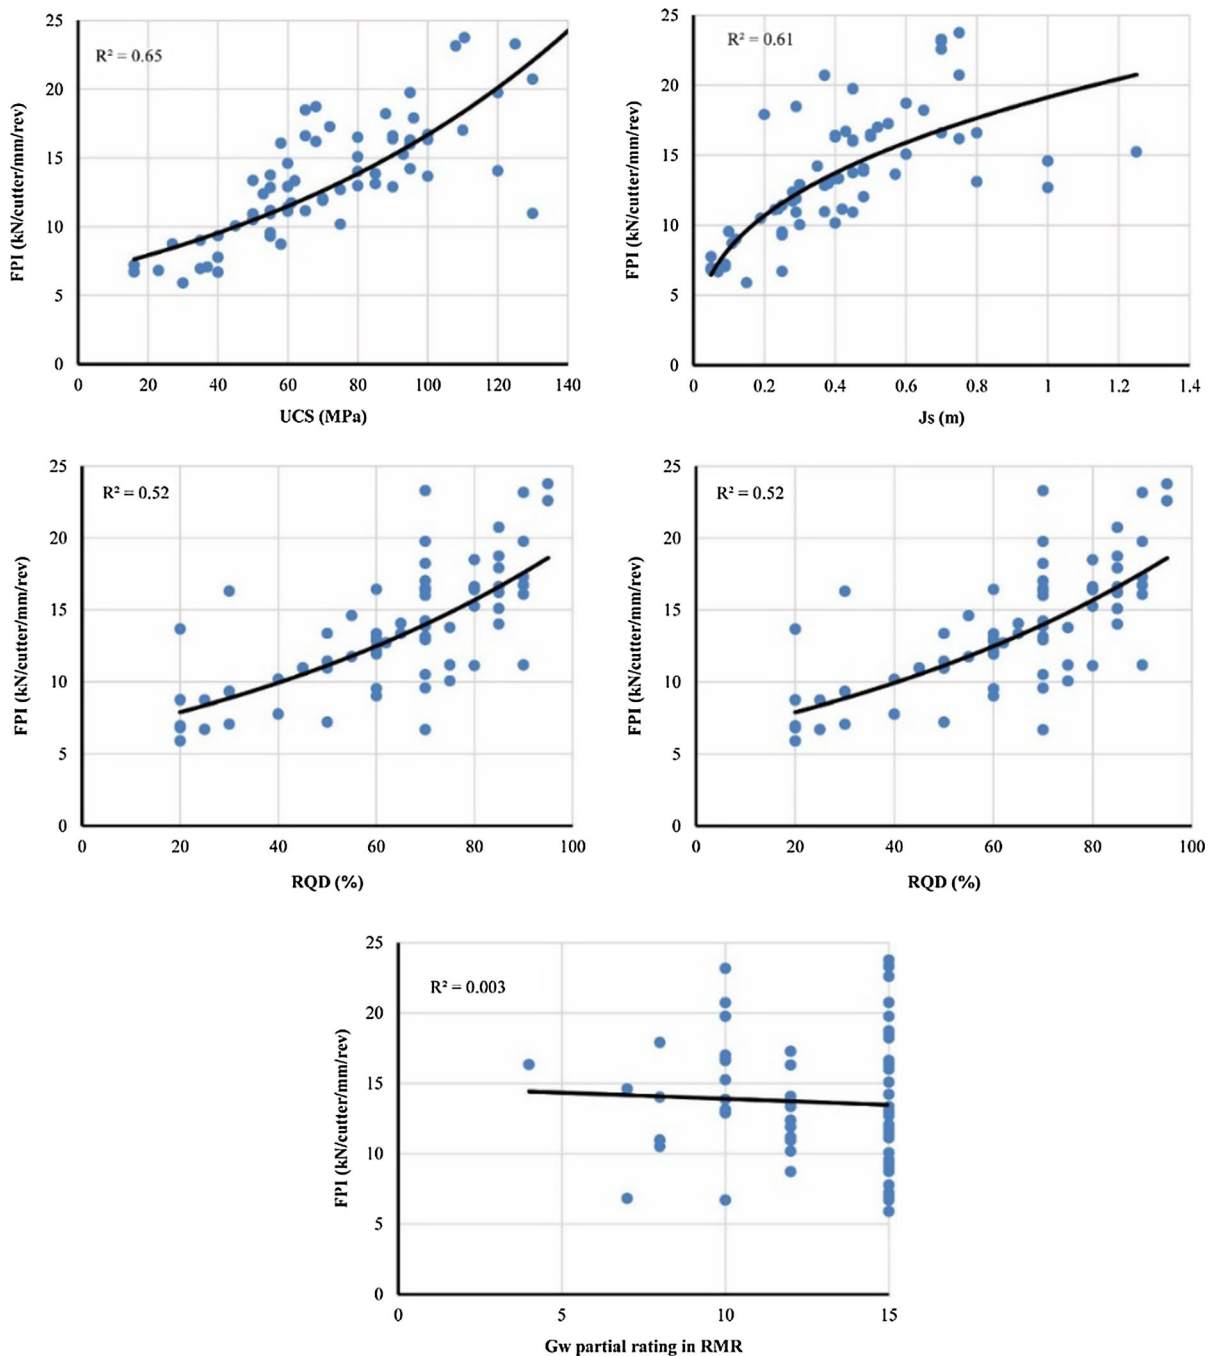 R² = 0.65
25
20
15
10
5
0
0 20 40 60 80 100 120 140
FPI (kN/cutter/mm/rev)
UCS (MPa)
R² = 0.61
25
20
15
10
5
0
0 0.2 0.4 0.6 0.8 1 1.2 1.4
FPI (kN/cutter/mm/rev)
Js (m)
R² = 0.52
25
20
15
10
5
0
0 20 40 60 80 100
FPI (kN/cutter/mm/rev)
RQD (%)
R² = 0.52
25
20
15
10
5
0
0 20 40 60 80 100
FPI (kN/cutter/mm/rev)
RQD (%)
R² = 0.003
25
20
15
10
5
0
0 5 10 15
FPI (kN/cutter/mm/rev)
Gw partial rating in RMR